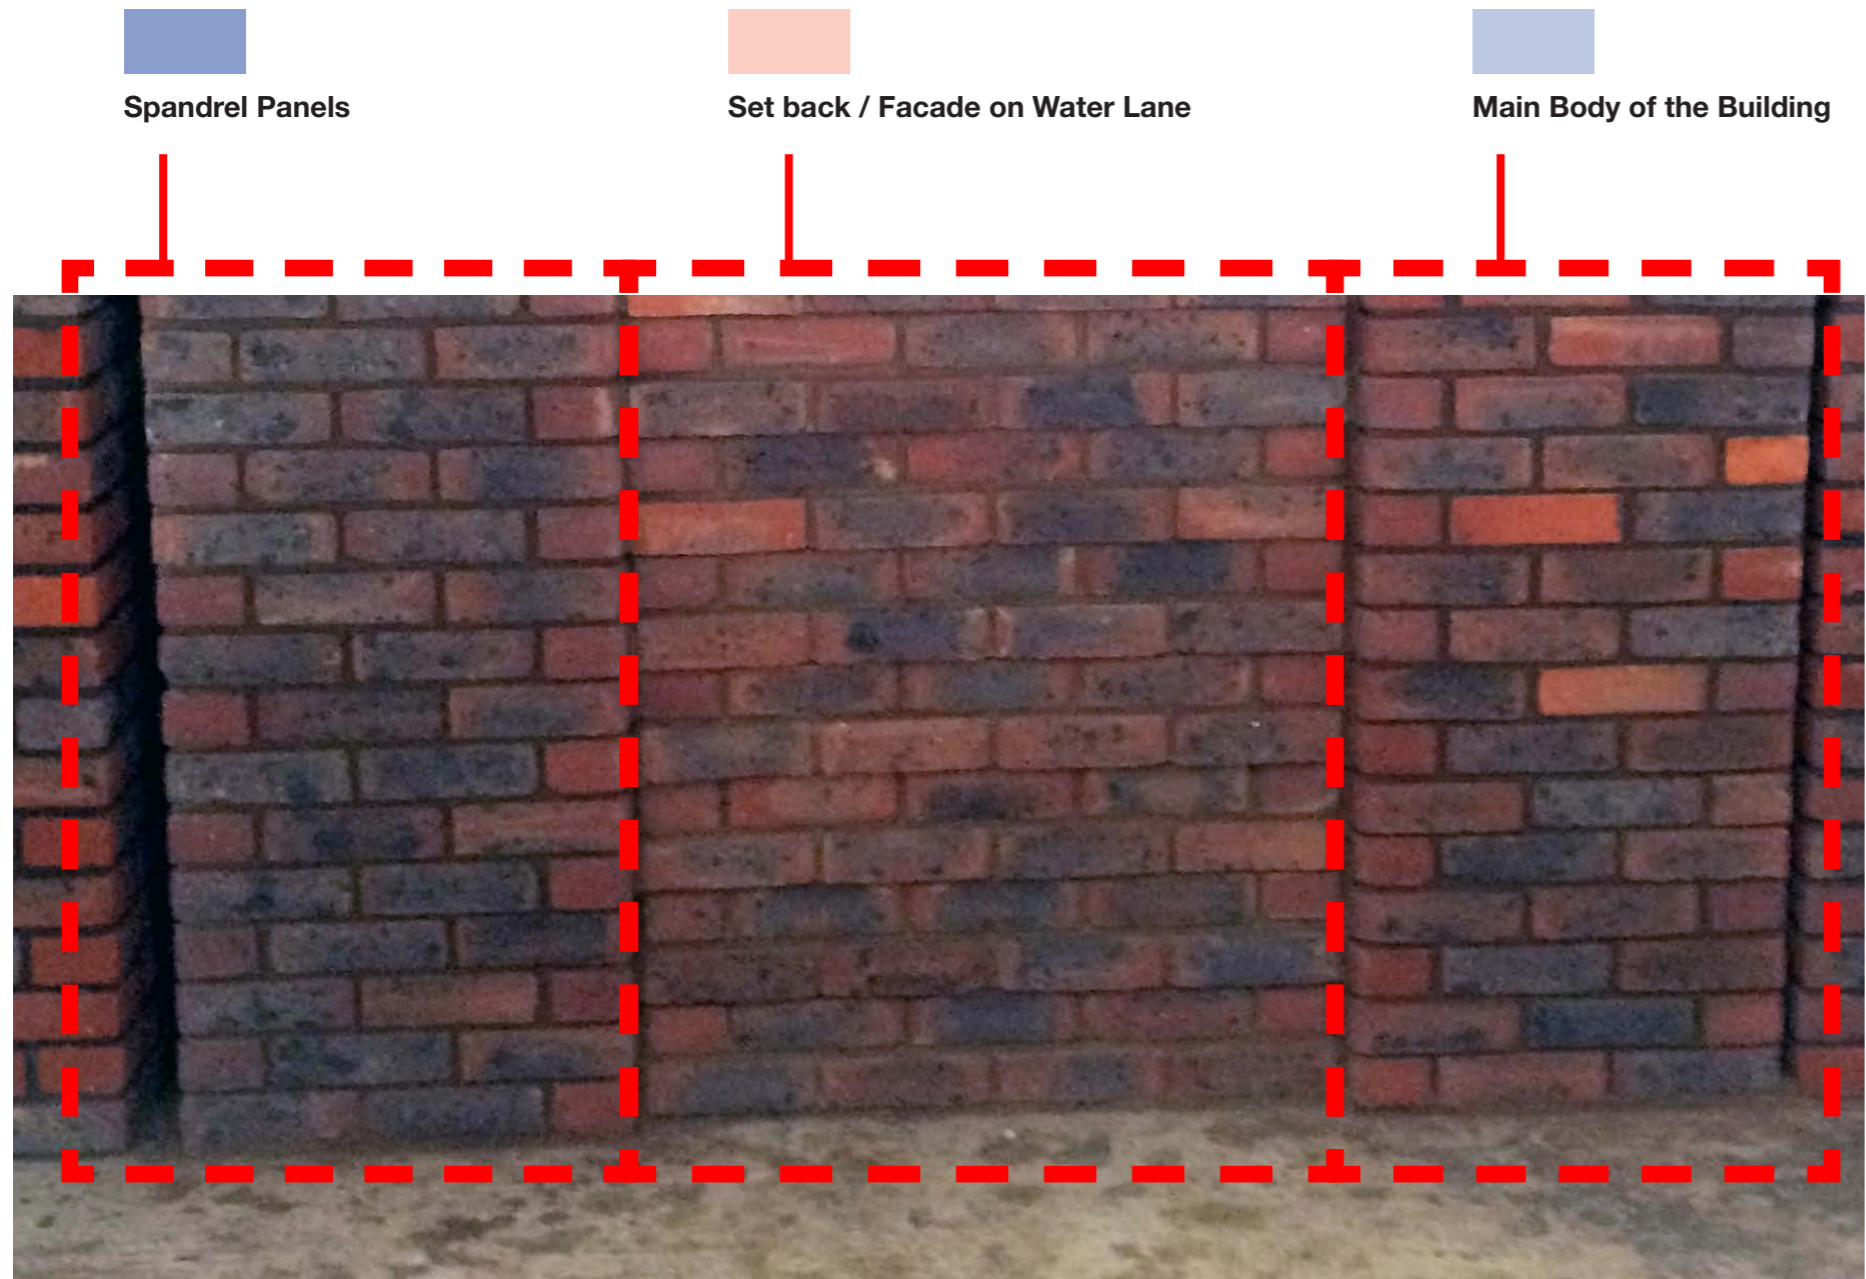 Spandrel Panels
Set back / Facade on Water Lane
Main Body of the Building